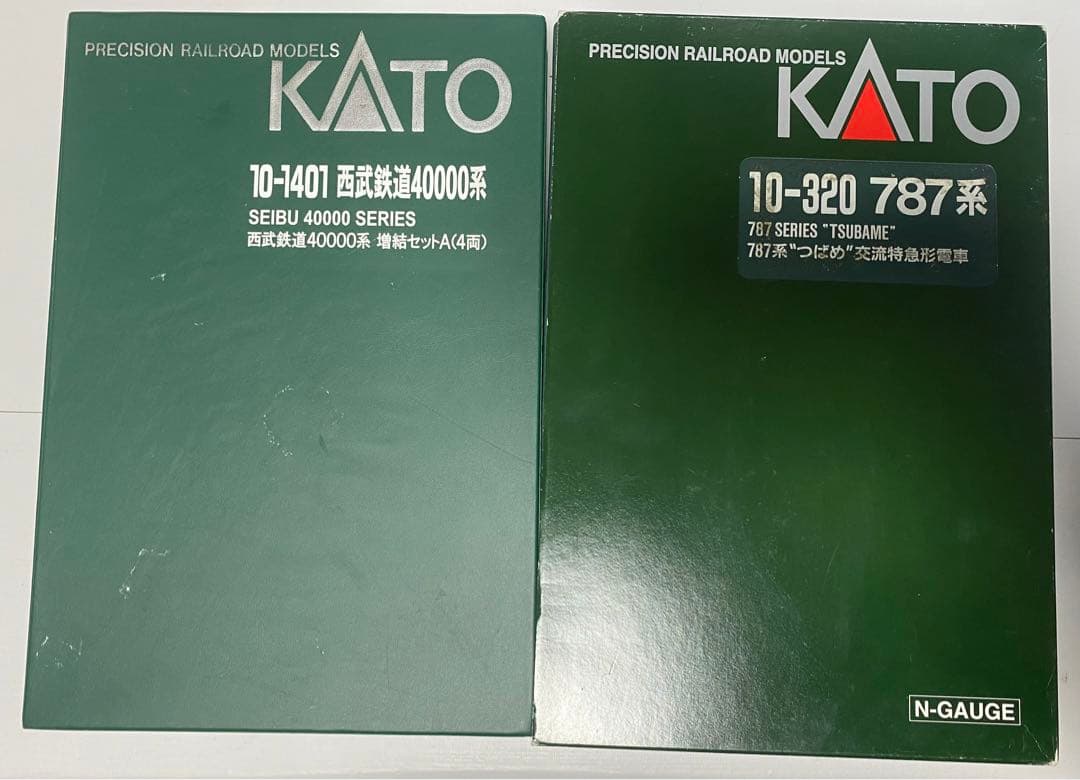 PRECISION RAILROAD MODELS
KATO
10-1401 西武鉄道40000系
SEIBU 40000 SERIES
西武鉄道40000系 増結セットA(4両)
PRECISION RAILROAD MODELS
KATO
10-320 787系
787 SERIES "TSUBAME"
787系"つばめ"交流特急形電車
N-GAUGE